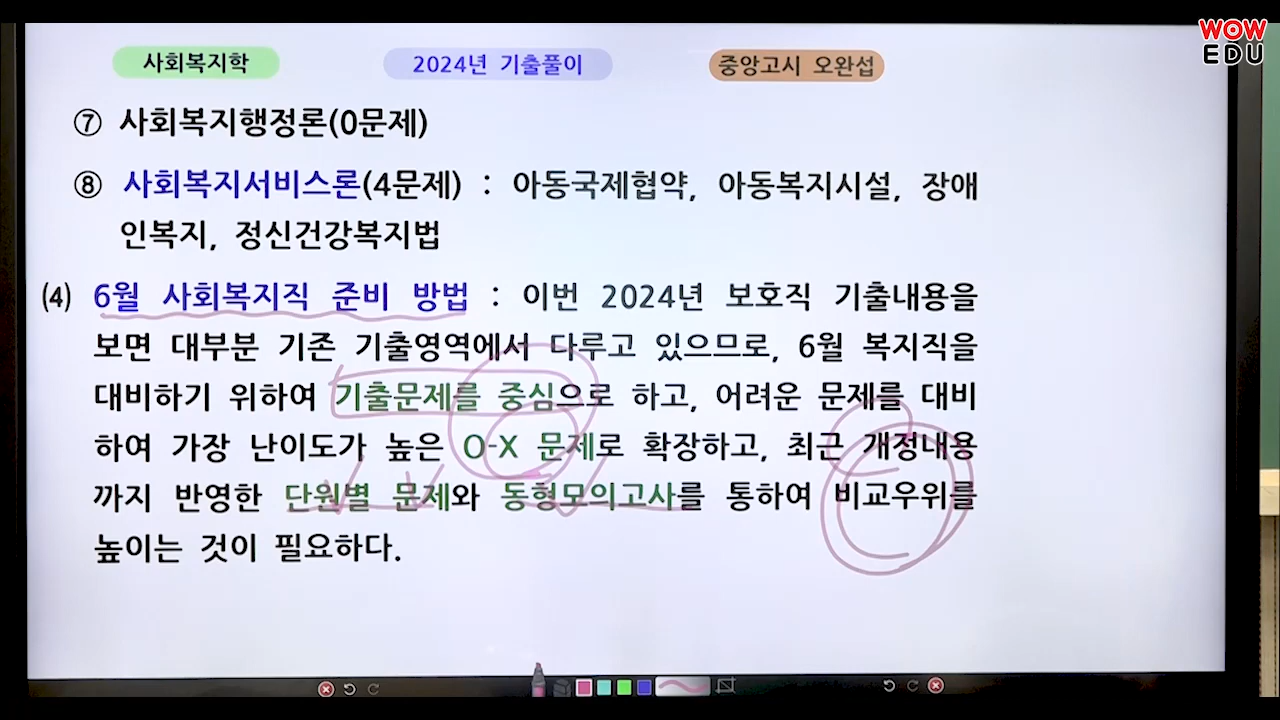 WOW
EDU
사회복지학 2024년 기출풀이 중앙고시 오완섭
⑦ 사회복지행정론(0문제)
⑧ 사회복지서비스론(4문제) : 아동국제협약, 아동복지시설, 장애
인복지, 정신건강복지법
(4) 6월 사회복지직 준비 방법 : 이번 2024년 보호직 기출내용을
보면 대부분 기존 기출영역에서 다루고 있으므로, 6월 복지직을
대비하기 위하여 기출문제를 중심으로 하고, 어려운 문제를 대비
하여 가장 난이도가 높은 O-X 문제로 확장하고, 최근 개정내용
까지 반영한 단원별 문제와 동형모의고사를 통하여 비교우위를
높이는 것이 필요하다.